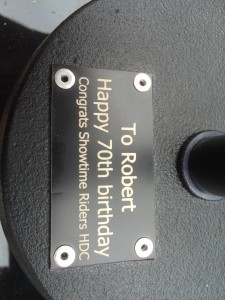 To Robert
Happy 70th birthday
Congrats Showtime Riders HDC